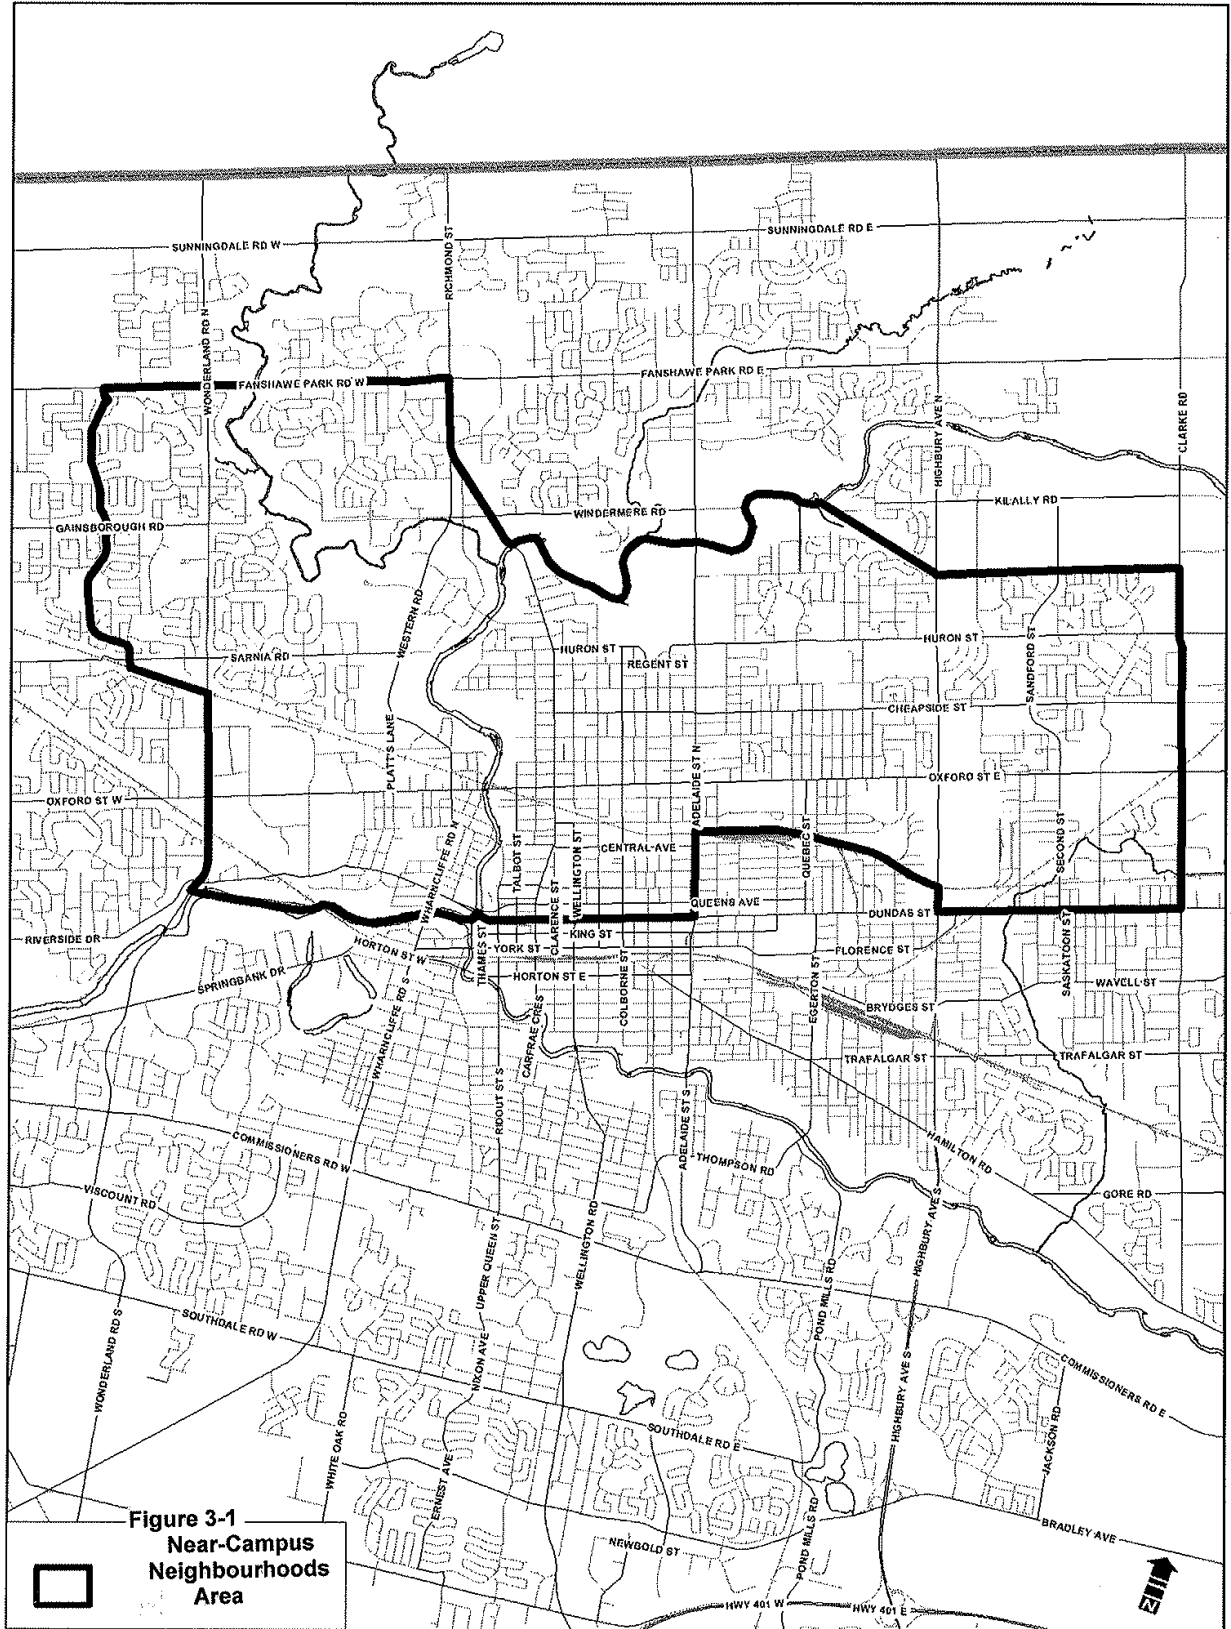 SUNNINGDALE RD W
SUNNINGDALE RD E
RICHMOND ST
WONDERLAND RD N
FANSHAWE PARK RD W
FANSHAWE PARK RD E
HIGHBURY AVE N
CLARKE RD
GAINSBOROUGH RD
WINDERMERE RD
KILALLY RD
WESTERN RD
SARNIA RD
HURON ST
REGENT ST
HURON ST
SANDFORD ST
CHEAPSIDE ST
PLATT'S LANE
ADELAIDE ST N
OXFORD ST E
OXFORD ST W
WHARNCLIFFE RD N
TALBOT ST
WELLINGTON ST
CENTRAL AVE
QUEBEC ST
SECOND ST
CLARENCE ST
QUEENS AVE
DUNDAS ST
RIVERSIDE DR
HORTON ST W
THAMES ST
KING ST
YORK ST
FLORENCE ST
SASKATOON ST
SPRINGBANK DR
HORTON ST E
COLBORNE ST
EGERTON ST
WAVELL ST
WHARNCLIFFE RD S
CARFRAE CRES
BRYDGES ST
TRAFALGAR ST
TRAFALGAR ST
RIDOUT ST S
ADELAIDE ST S
COMMISSIONERS RD W
THOMPSON RD
HAMILTON RD
VISCOUNT RD
GORE RD
UPPER QUEEN ST
WELLINGTON RD
HIGHBURY AVE S
POND MILLS RD
SOUTHDALE RD W
WONDERLAND RD S
NIXON AVE
HIGHBURY AVE S
COMMISSIONERS RD E
WHITE OAK RD
ERNEST AVE
SOUTHDALE RD E
JACKSON RD
BRADLEY AVE
POND MILLS RD
NEWBOLD ST
HWY 401 W
HWY 401 E
Figure 3-1
Near-Campus
Neighbourhoods
Area
N